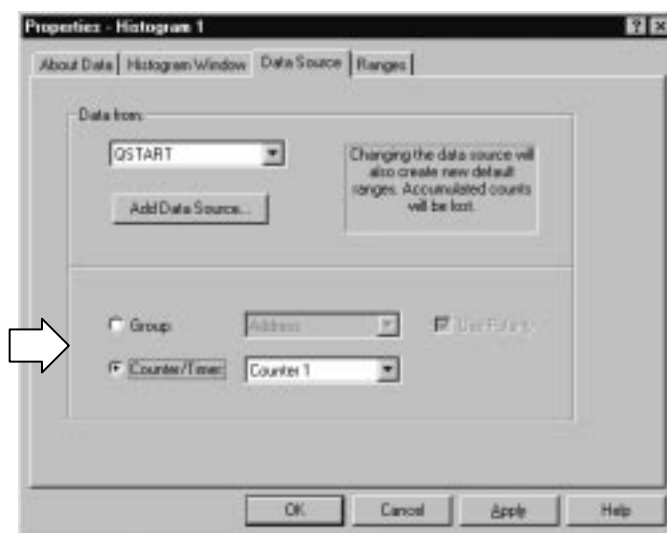 Properties - Histogram 1
About Data Histogram Window Data Source Ranges
Data from:
QSTART
Add Data Source...
Changing the data source will
also create new default
ranges. Accumulated counts
will be lost.
Group: Address Use Polarity
Counter/Timer: Counter 1
OK Cancel Apply Help